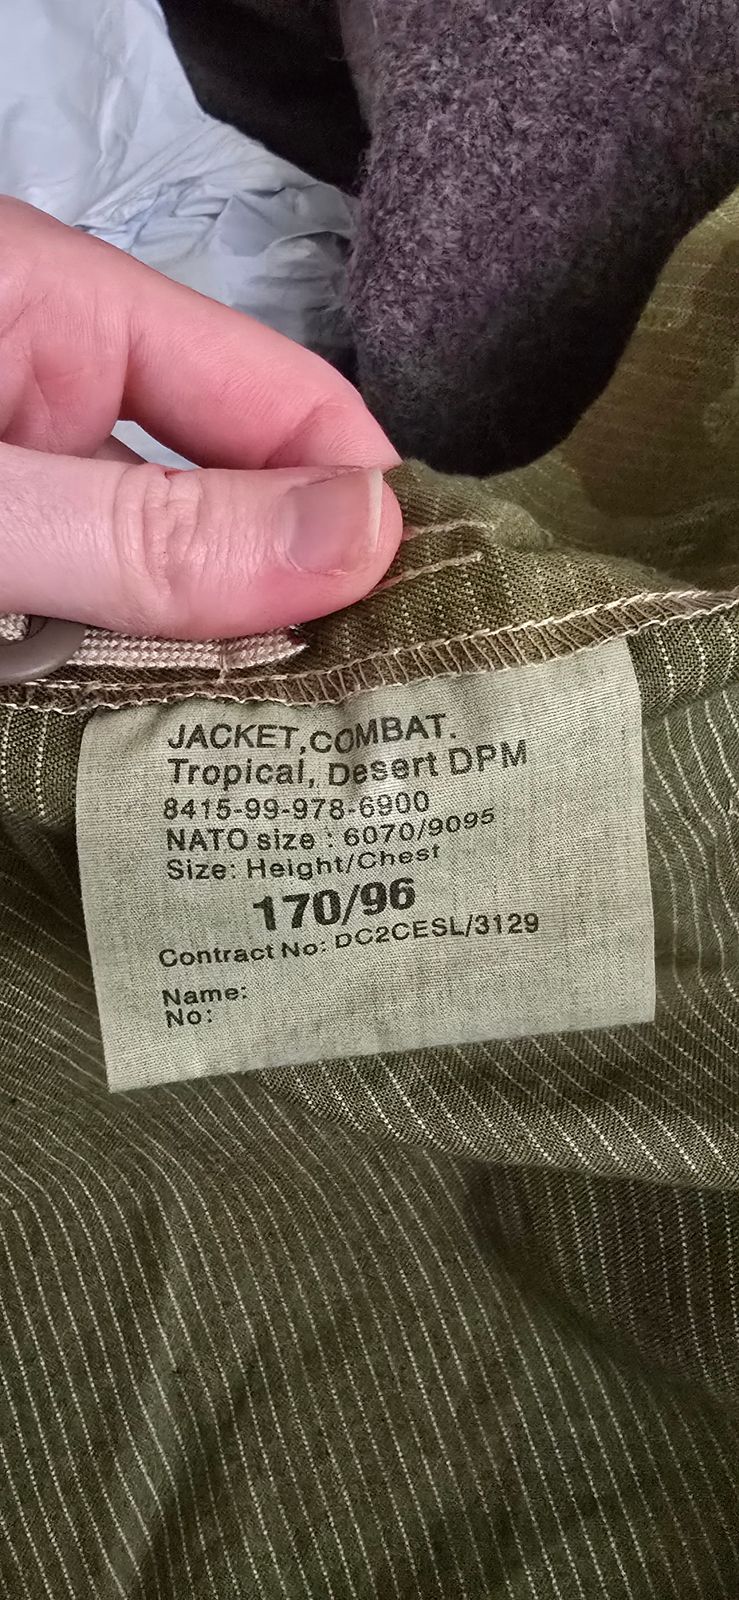 JACKET,COMBAT.
Tropical, Desert DPM
8415-99-978-6900
NATO size : 6070/9095
Size: Height/Chest
170/96
Contract No: DC2CESL/3129
Name:
No: